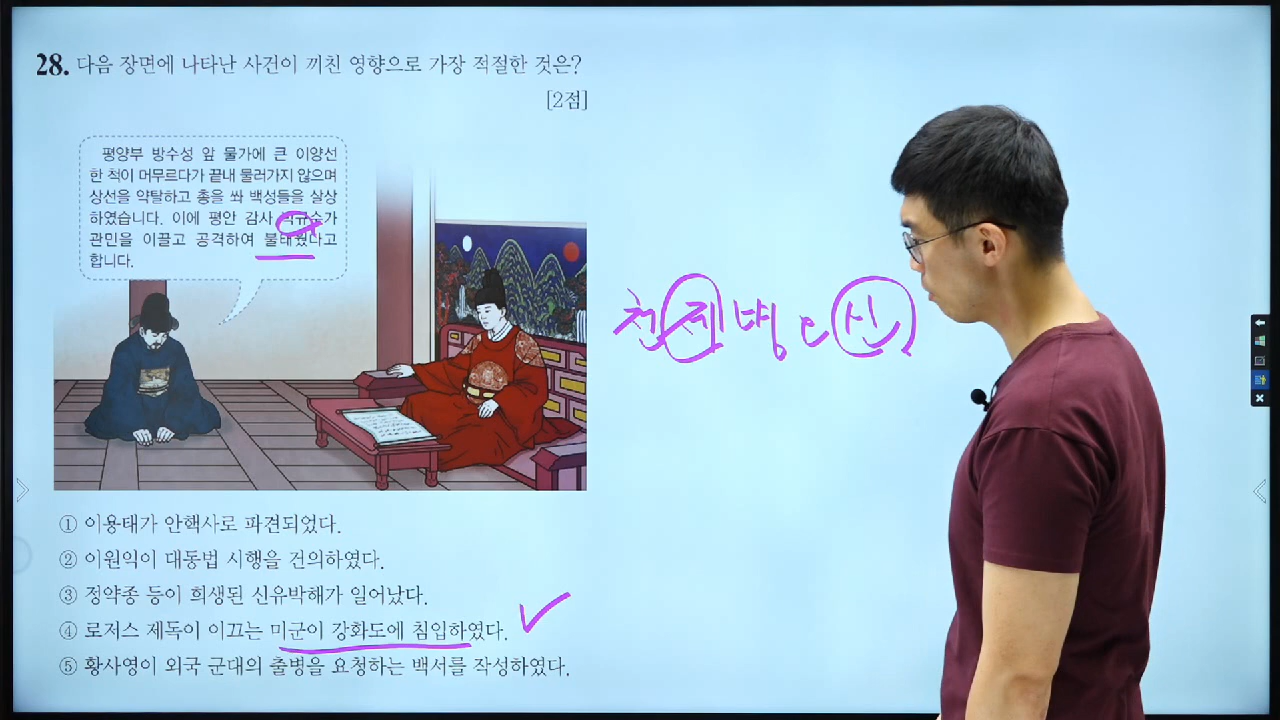 28. 다음 장면에 나타난 사건이 끼친 영향으로 가장 적절한 것은?
[2점]
평양부 방수성 앞 물가에 큰 이양선
한 척이 머무르다가 끝내 물러가지 않으며
상선을 약탈하고 총을 쏴 백성들을 살상
하였습니다. 이에 평안 감사 박규수가
관민을 이끌고 공격하여 불태웠다고
합니다.
① 이용태가 안핵사로 파견되었다.
② 이원익이 대동법 시행을 건의하였다.
③ 정약종 등이 희생된 신유박해가 일어났다.
④ 로저스 제독이 이끄는 미군이 강화도에 침입하였다.
⑤ 황사영이 외국 군대의 출병을 요청하는 백서를 작성하였다.